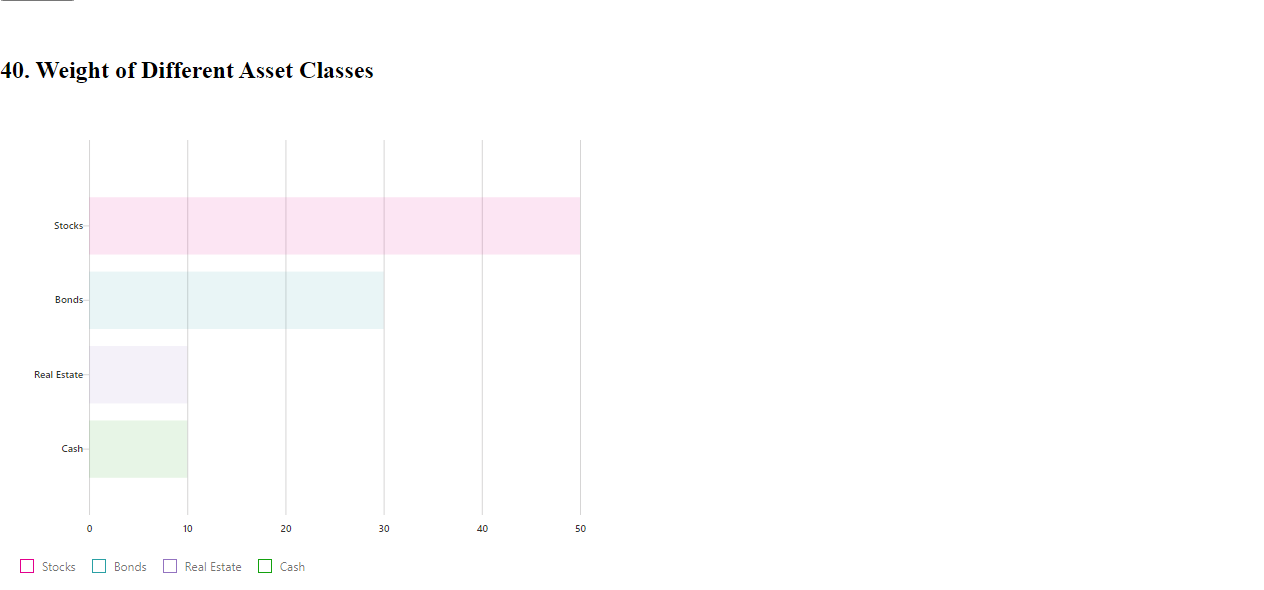 40. Weight of Different Asset Classes
Stocks
Bonds
Real Estate
Cash
0 10 20 30 40 50
Stocks Bonds Real Estate Cash